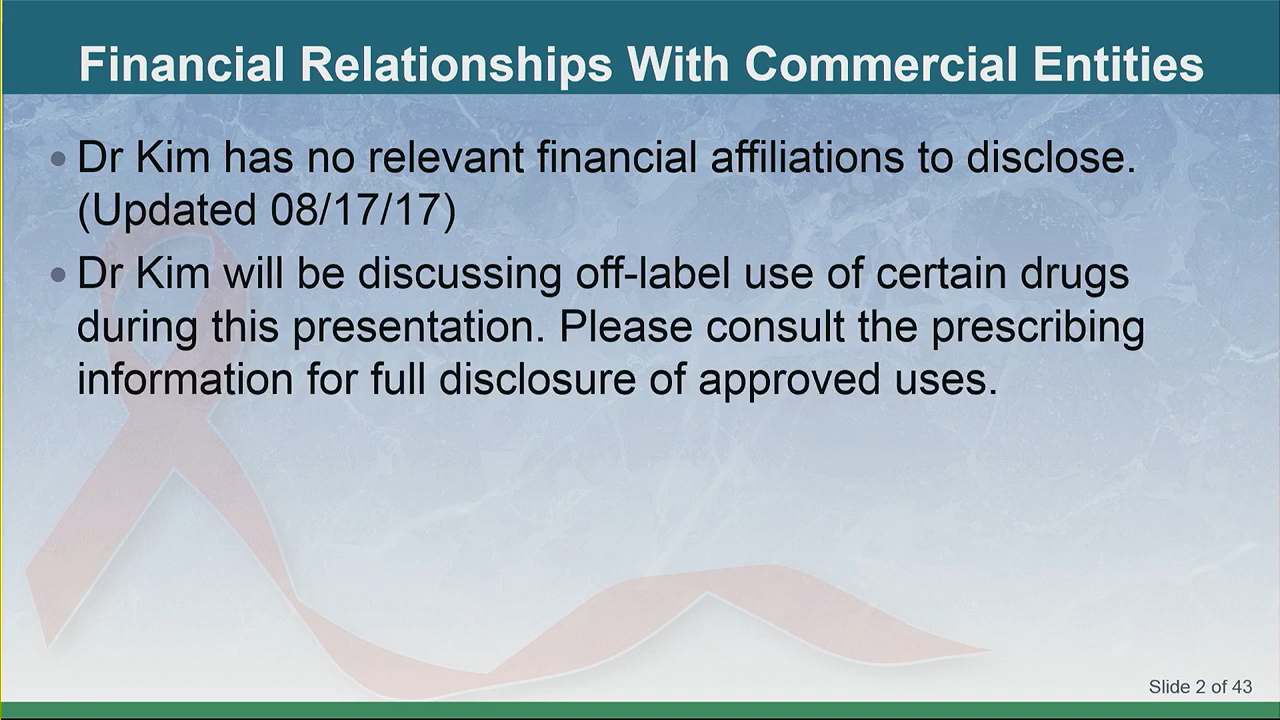 Financial Relationships With Commercial Entities
• Dr Kim has no relevant financial affiliations to disclose.
(Updated 08/17/17)
• Dr Kim will be discussing off-label use of certain drugs
during this presentation. Please consult the prescribing
information for full disclosure of approved uses.
Slide 2 of 43